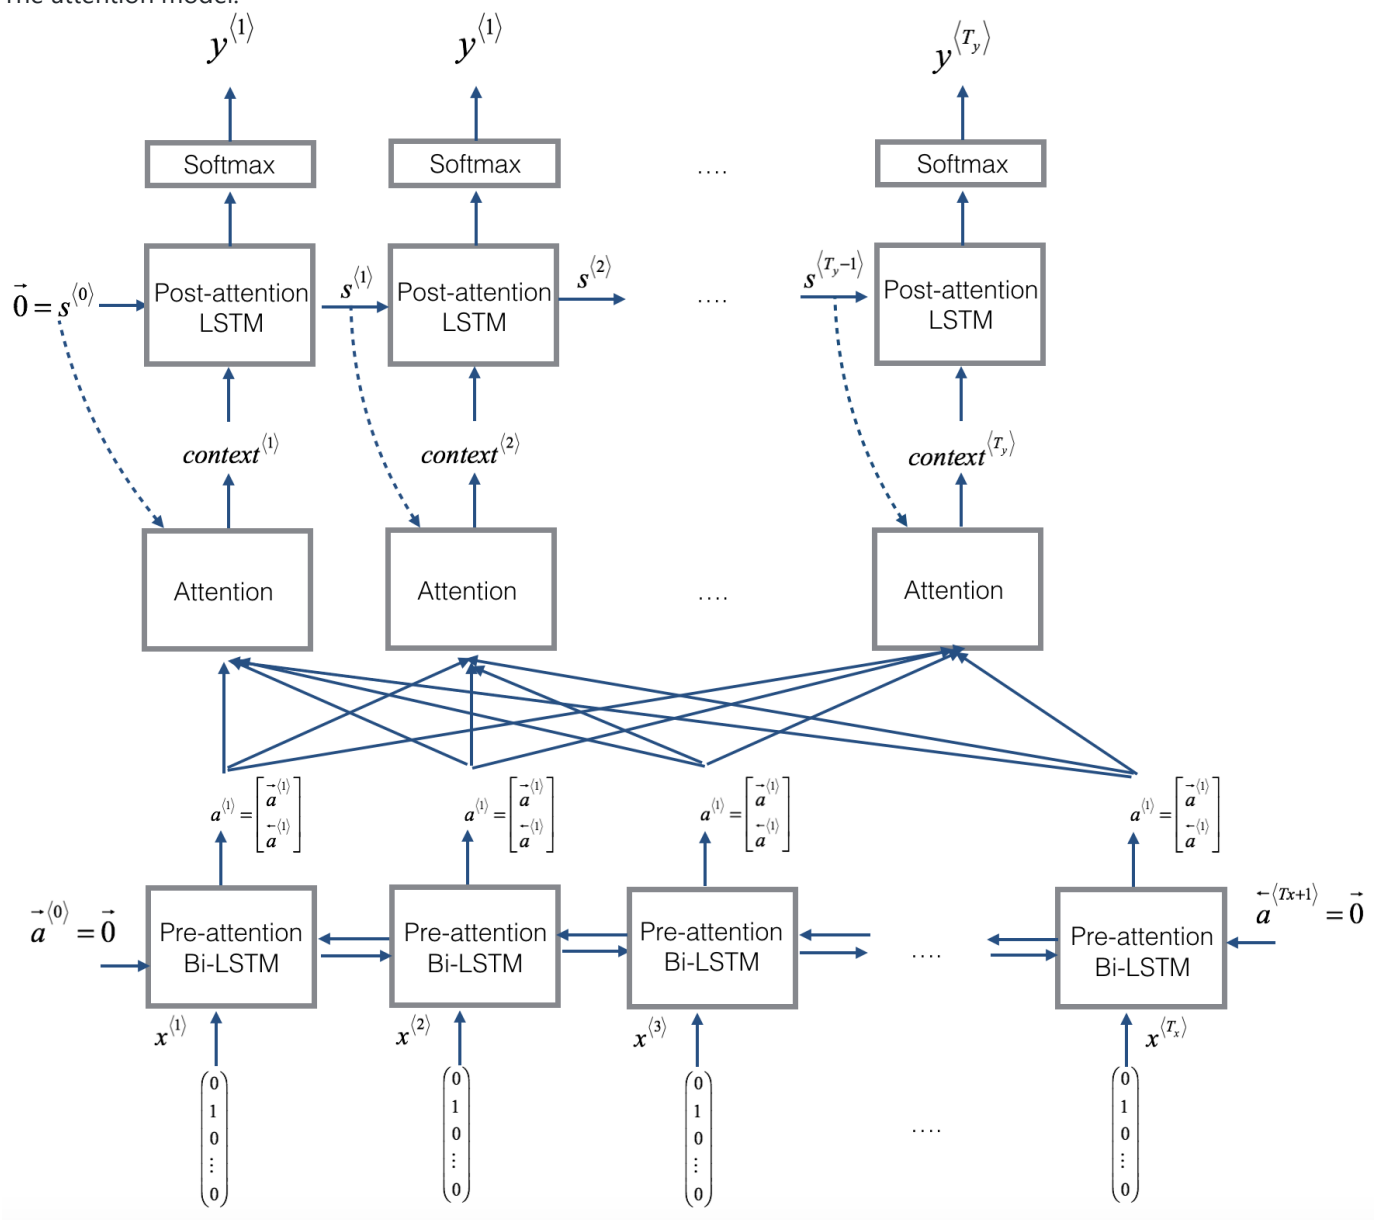 The attention model:
y⟨1⟩ y⟨1⟩ y⟨T_y⟩
Softmax Softmax .... Softmax
0⃗ = s⟨0⟩ Post-attention LSTM s⟨1⟩ Post-attention LSTM s⟨2⟩ .... s⟨T_y−1⟩ Post-attention LSTM
context⟨1⟩ context⟨2⟩ context⟨T_y⟩
Attention Attention .... Attention
a⟨1⟩ = [a⃗⟨1⟩ a⃖⟨1⟩] a⟨1⟩ = [a⃗⟨1⟩ a⃖⟨1⟩] a⟨1⟩ = [a⃗⟨1⟩ a⃖⟨1⟩] a⟨1⟩ = [a⃗⟨1⟩ a⃖⟨1⟩]
a⃗⟨0⟩ = 0⃗ Pre-attention Bi-LSTM Pre-attention Bi-LSTM Pre-attention Bi-LSTM .... Pre-attention Bi-LSTM a⃖⟨Tx+1⟩ = 0⃗
x⟨1⟩ x⟨2⟩ x⟨3⟩ x⟨T_x⟩
0 0 0 0
1 1 1 1
0 0 0 .... 0
⋮ ⋮ ⋮ ⋮
0 0 0 0